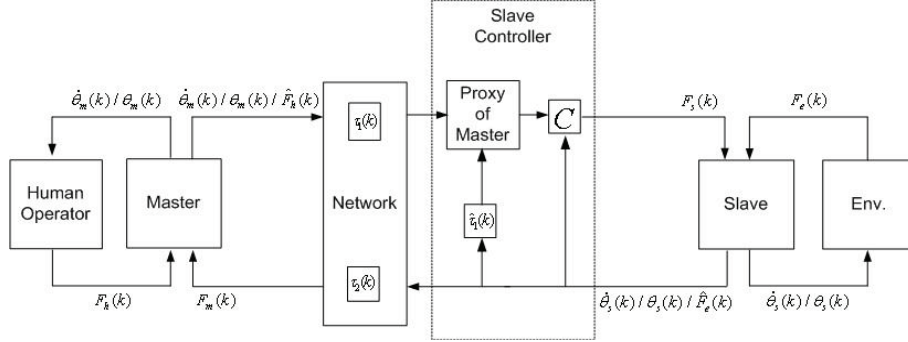 Slave
Controller
θ̇ₘ(k) / θₘ(k)
θ̇ₘ(k) / θₘ(k) / F̂ₕ(k)
Proxy
of
Master
Fₛ(k)
Fₑ(k)
τ₁(k)
C
Human
Operator
Master
Network
τ̂₁(k)
Slave
Env.
τ₂(k)
Fₕ(k)
Fₘ(k)
θ̇ₛ(k) / θₛ(k) / F̂ₑ(k)
θ̇ₛ(k) / θₛ(k)